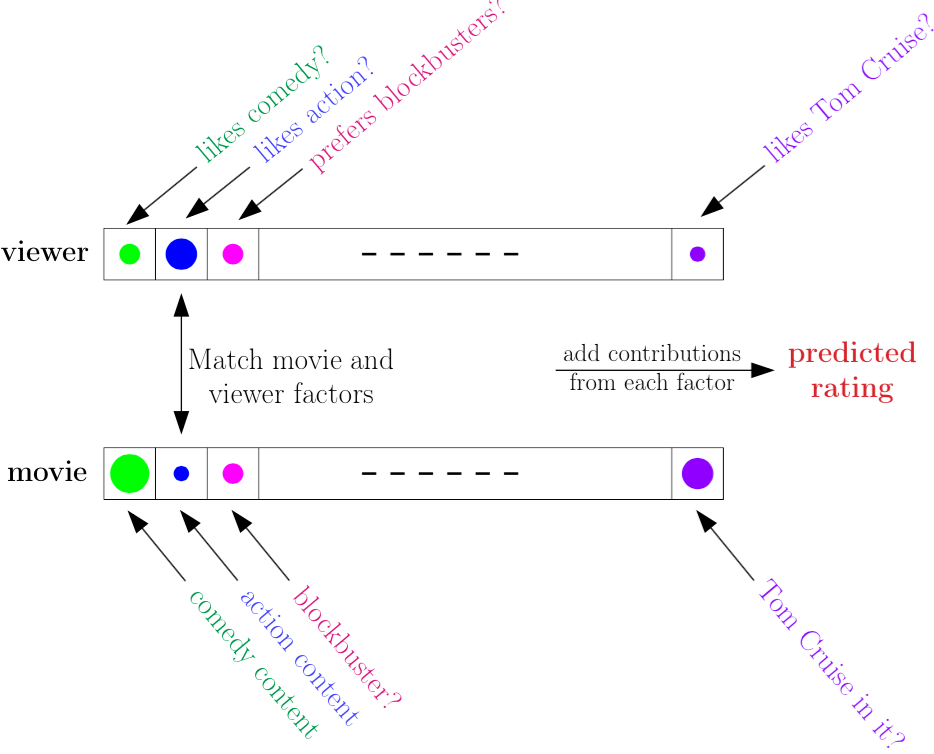 likes comedy?
likes action?
prefers blockbusters?
likes Tom Cruise?
viewer
Match movie and
viewer factors
add contributions
from each factor
predicted
rating
movie
comedy content
action content
blockbuster?
Tom Cruise in it?